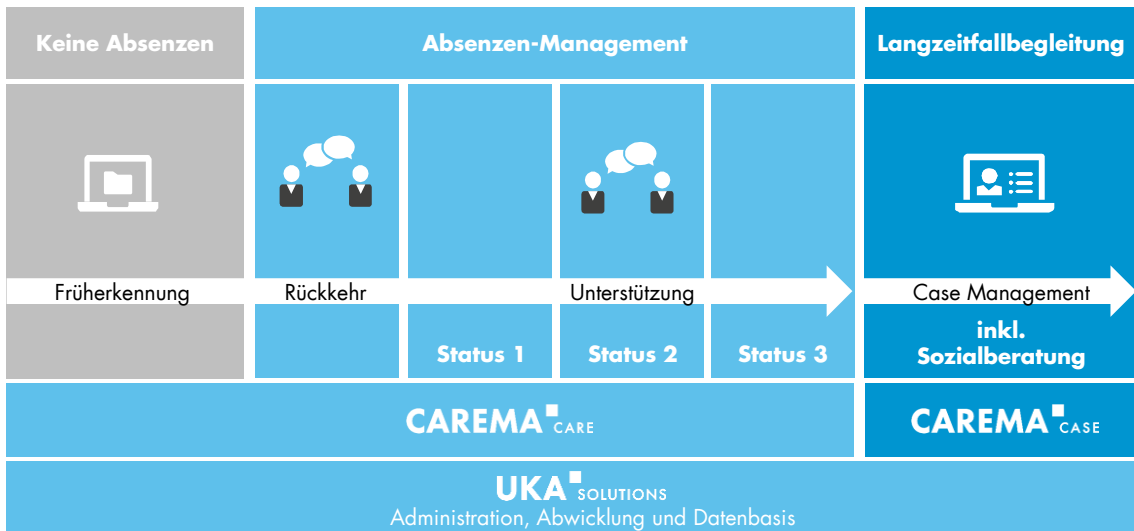 Keine Absenzen
Absenzen-Management
Langzeitfallbegleitung
Früherkennung
Rückkehr
Unterstützung
Case Management
Status 1
Status 2
Status 3
inkl.
Sozialberatung
CAREMA CARE
CAREMA CASE
UKA SOLUTIONS
Administration, Abwicklung und Datenbasis